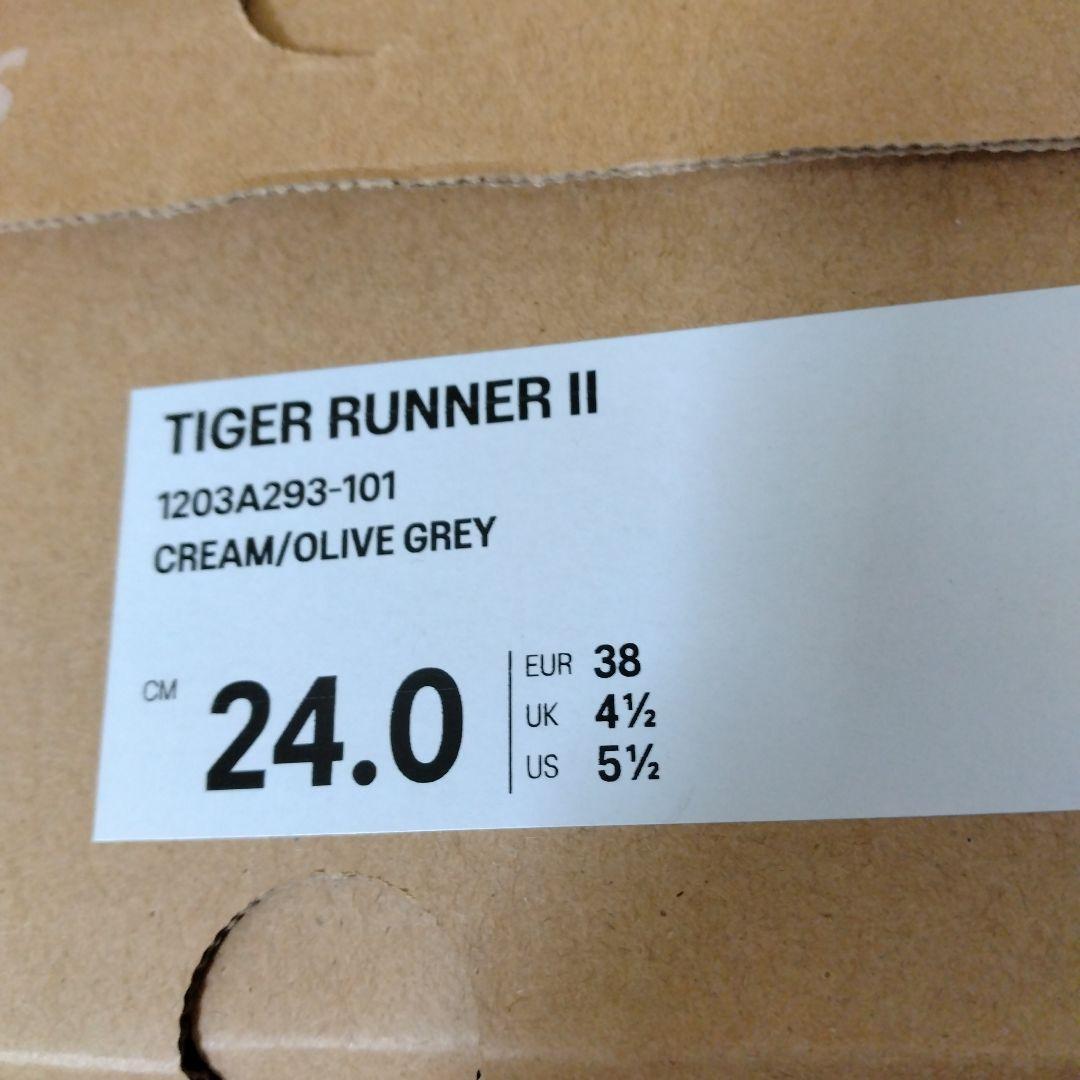 TIGER RUNNER II
1203A293-101
CREAM/OLIVE GREY
CM 24.0
EUR 38
UK 4½
US 5½